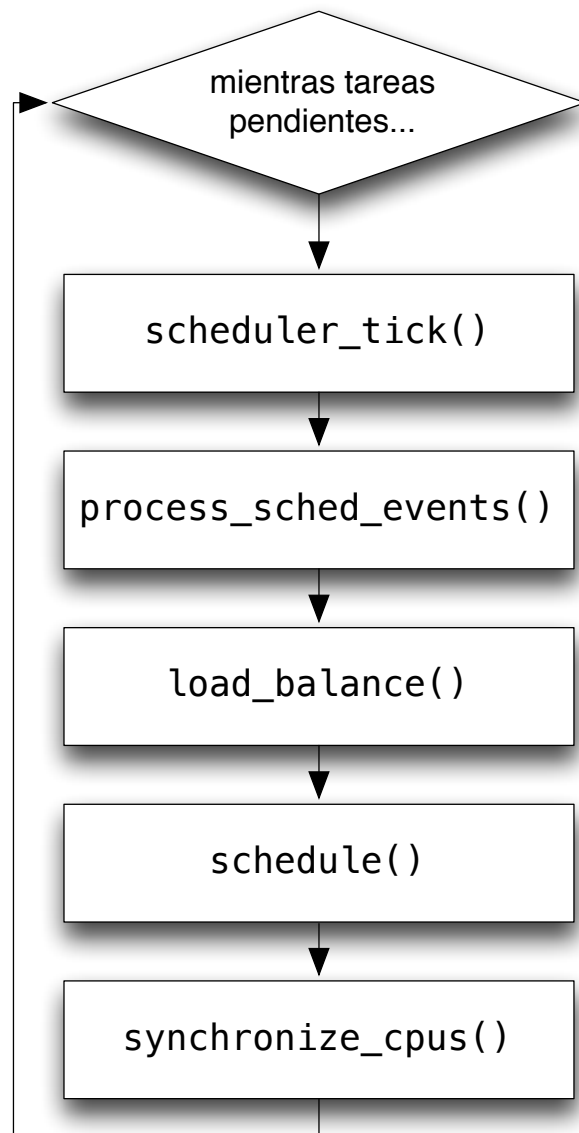 mientras tareas
pendientes...
scheduler_tick()
process_sched_events()
load_balance()
schedule()
synchronize_cpus()